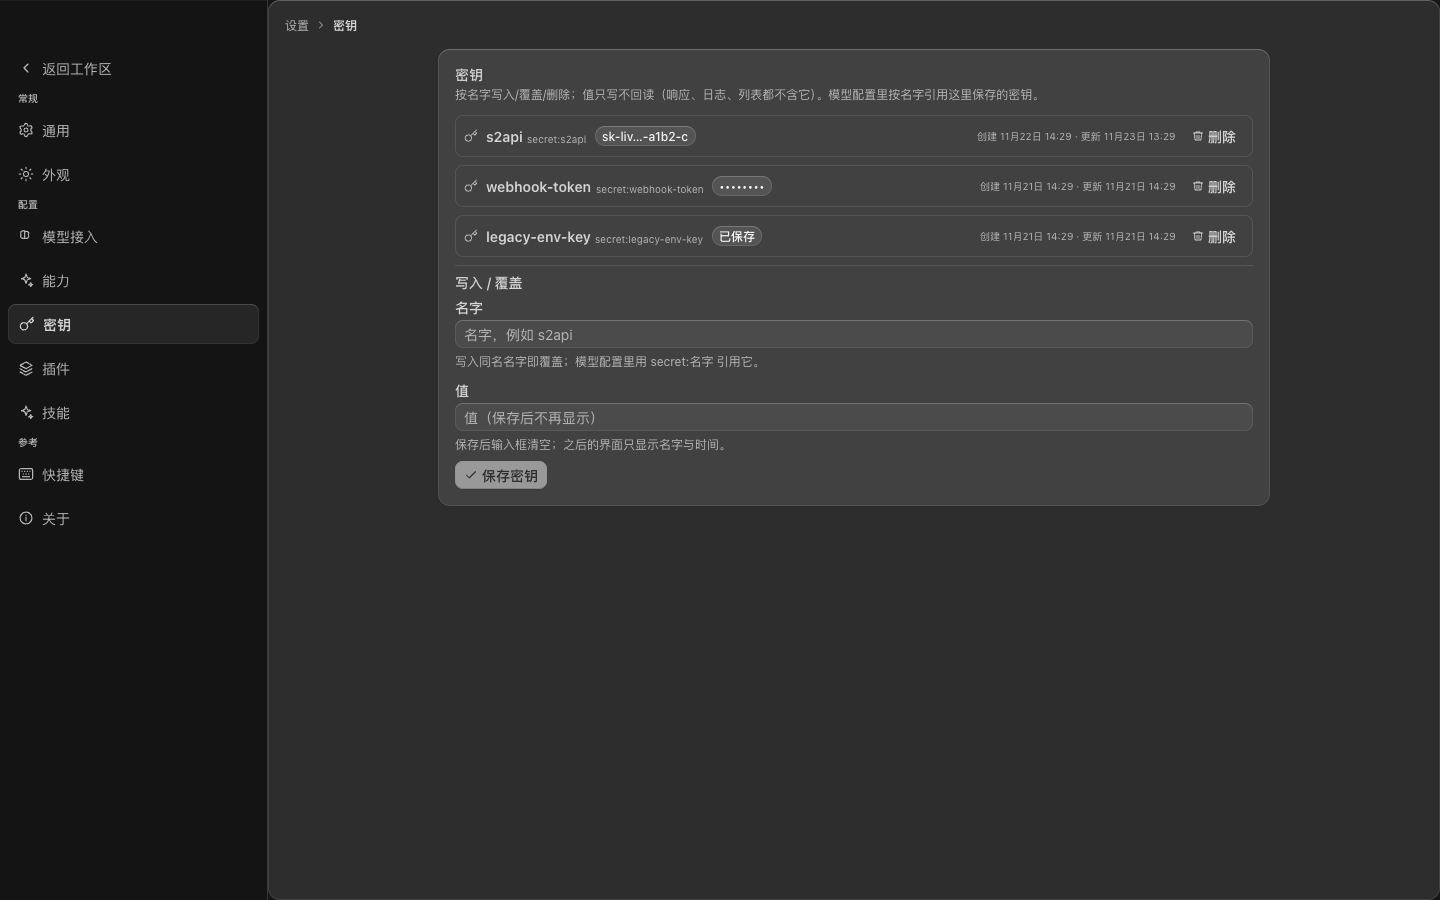 设置 > 密钥
返回工作区
常规
通用
外观
配置
模型接入
能力
密钥
插件
技能
参考
快捷键
关于
密钥
按名字写入/覆盖/删除；值只写不回读（响应、日志、列表都不含它）。模型配置里按名字引用这里保存的密钥。
s2api secret:s2api sk-liv...-a1b2-c 创建 11月22日 14:29 · 更新 11月23日 13:29 删除
webhook-token secret:webhook-token •••••••• 创建 11月21日 14:29 · 更新 11月21日 14:29 删除
legacy-env-key secret:legacy-env-key 已保存 创建 11月21日 14:29 · 更新 11月21日 14:29 删除
写入 / 覆盖
名字
名字，例如 s2api
写入同名名字即覆盖；模型配置里用 secret:名字 引用它。
值
值（保存后不再显示）
保存后输入框清空；之后的界面只显示名字与时间。
保存密钥